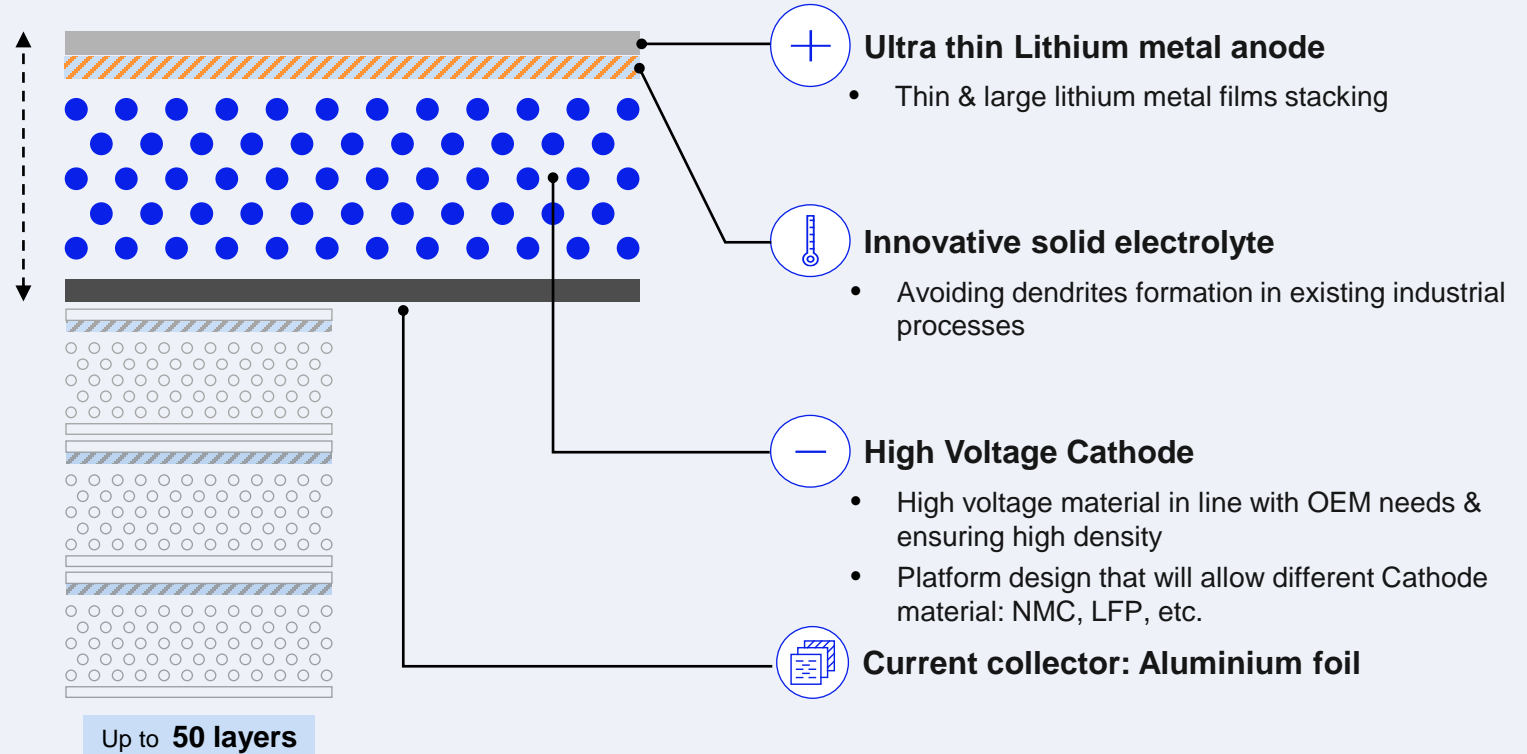 Ultra thin Lithium metal anode
• Thin & large lithium metal films stacking
Innovative solid electrolyte
• Avoiding dendrites formation in existing industrial
processes
High Voltage Cathode
• High voltage material in line with OEM needs &
ensuring high density
• Platform design that will allow different Cathode
material: NMC, LFP, etc.
Current collector: Aluminium foil
Up to 50 layers